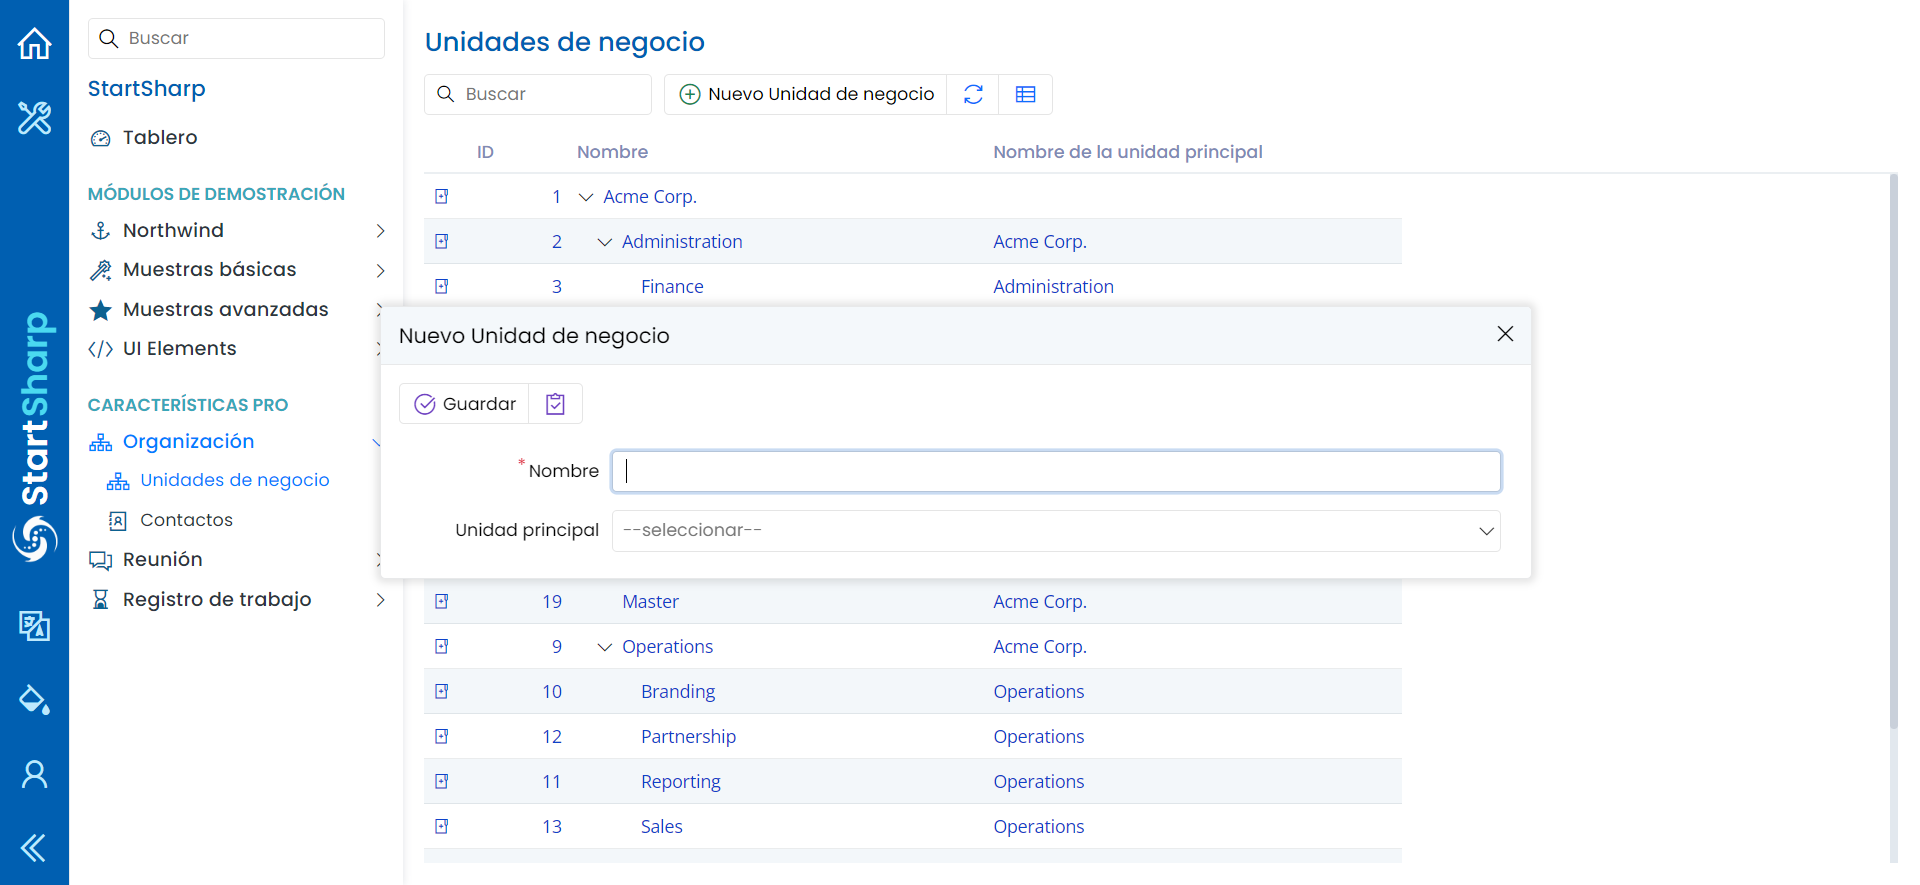 Buscar
StartSharp
Tablero
MÓDULOS DE DEMOSTRACIÓN
Northwind
Muestras básicas
Muestras avanzadas
UI Elements
CARACTERÍSTICAS PRO
Organización
Unidades de negocio
Contactos
Reunión
Registro de trabajo
StartSharp
Unidades de negocio
Buscar
Nuevo Unidad de negocio
ID Nombre Nombre de la unidad principal
1 Acme Corp.
2 Administration Acme Corp.
3 Finance Administration
Nuevo Unidad de negocio
Guardar
* Nombre
Unidad principal --seleccionar--
19 Master Acme Corp.
9 Operations Acme Corp.
10 Branding Operations
12 Partnership Operations
11 Reporting Operations
13 Sales Operations